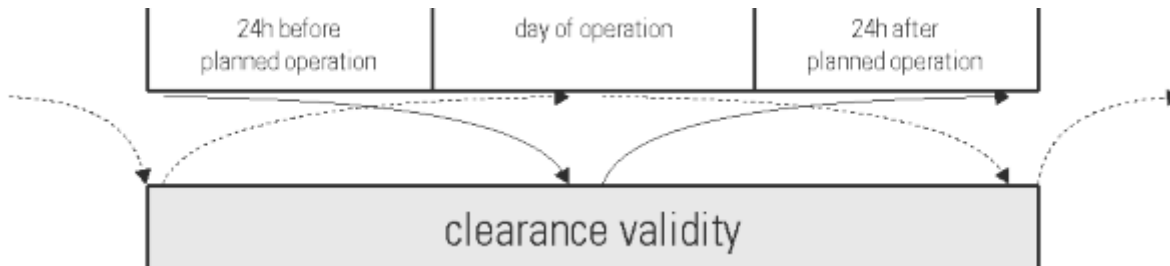 24h before
planned operation
day of operation
24h after
planned operation
clearance validity